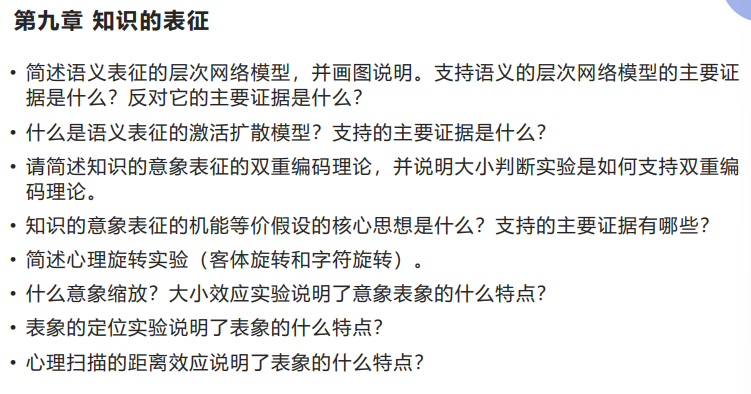 第九章 知识的表征
• 简述语义表征的层次网络模型，并画图说明。支持语义的层次网络模型的主要证
据是什么？反对它的主要证据是什么？
• 什么是语义表征的激活扩散模型？支持的主要证据是什么？
• 请简述知识的意象表征的双重编码理论，并说明大小判断实验是如何支持双重编
码理论。
• 知识的意象表征的机能等价假设的核心思想是什么？支持的主要证据有哪些？
• 简述心理旋转实验（客体旋转和字符旋转）。
• 什么意象缩放？大小效应实验说明了意象表象的什么特点？
• 表象的定位实验说明了表象的什么特点？
• 心理扫描的距离效应说明了表象的什么特点？